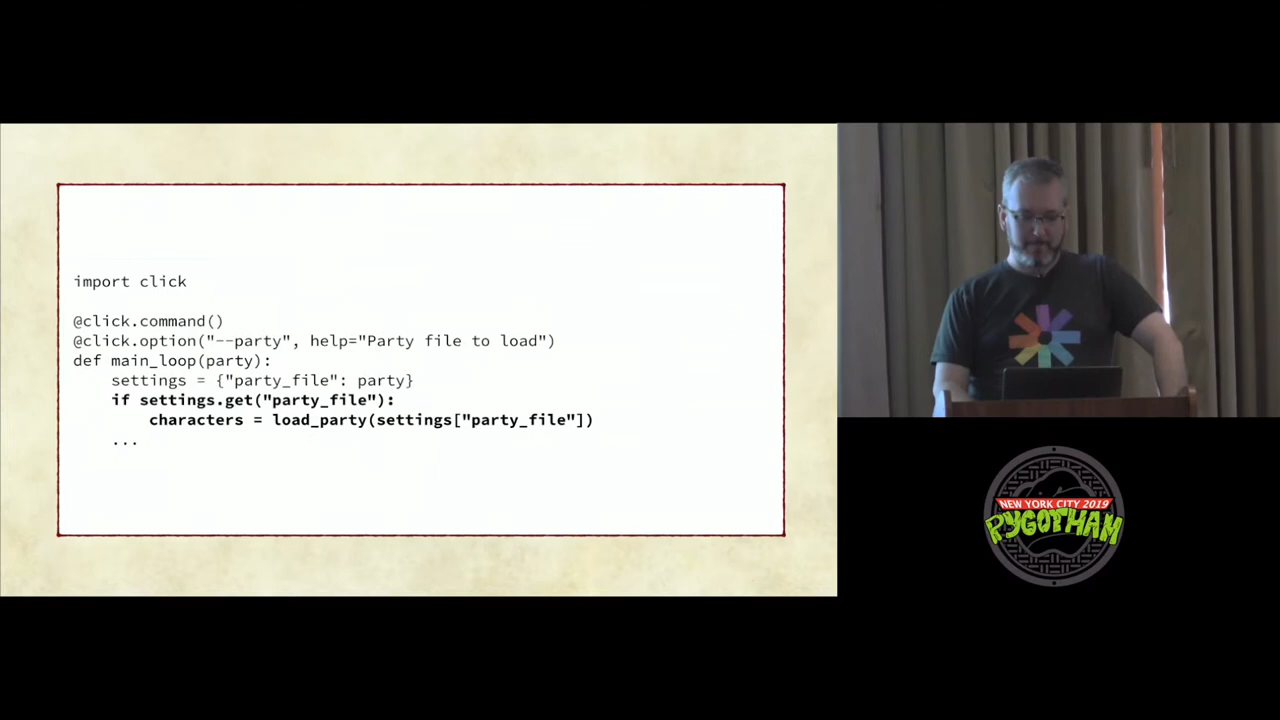 import click
@click.command()
@click.option("--party", help="Party file to load")
def main_loop(party):
    settings = {"party_file": party}
    if settings.get("party_file"):
        characters = load_party(settings["party_file"])
    ...
NEW YORK CITY 2019
PYGOTHAM